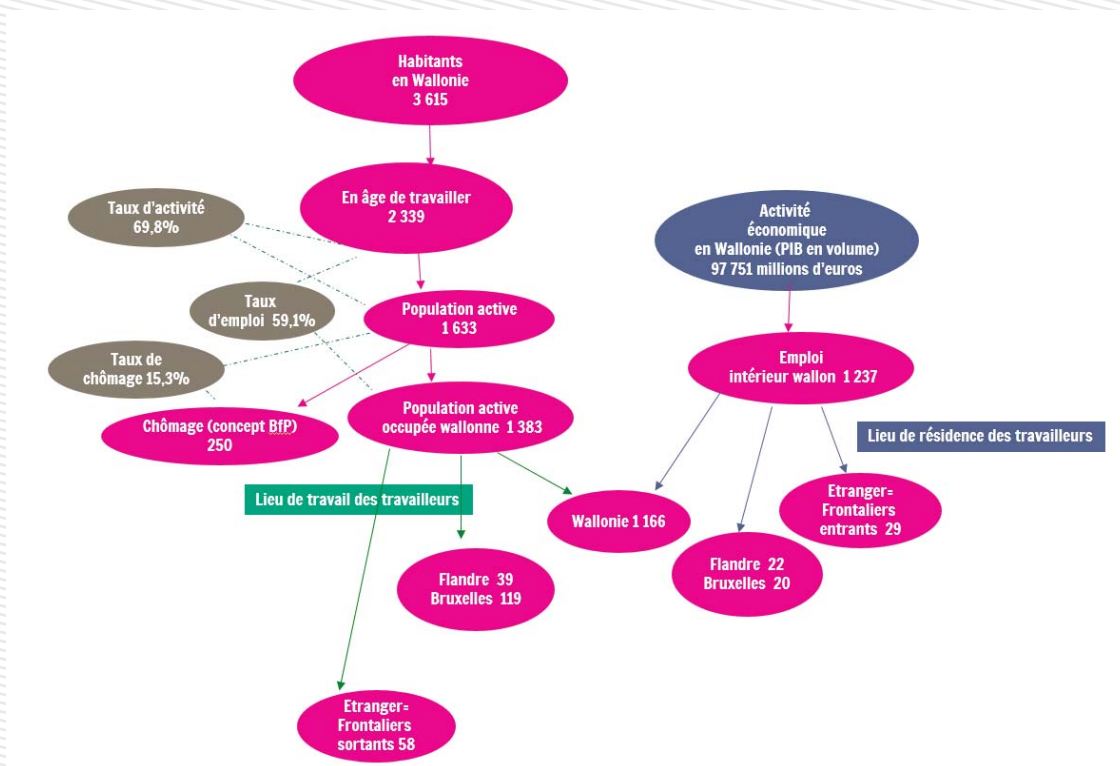 Habitants
en Wallonie
3 615
En âge de travailler
2 339
Taux d'activité
69,8%
Activité
économique
en Wallonie (PIB en volume)
97 751 millions d'euros
Taux
d'emploi 59,1%
Population active
1 633
Taux de
chômage 15,3%
Emploi
intérieur wallon 1 237
Chômage (concept BfP)
250
Population active
occupée wallonne 1 383
Lieu de résidence des travailleurs
Lieu de travail des travailleurs
Wallonie 1 166
Etranger=
Frontaliers
entrants 29
Flandre 39
Bruxelles 119
Flandre 22
Bruxelles 20
Etranger=
Frontaliers
sortants 58